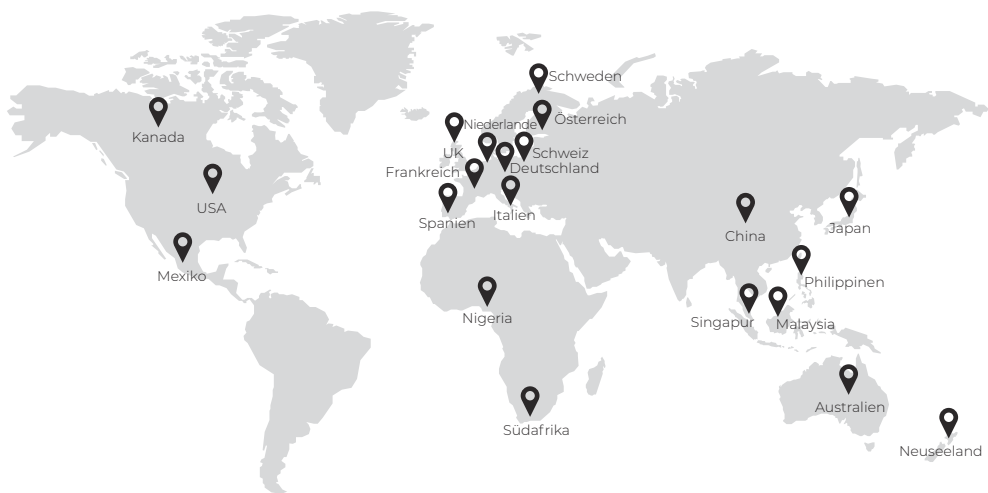 Schweden
Niederlande
Österreich
Kanada
UK
Schweiz
Frankreich
Deutschland
USA
Spanien
Italien
China
Japan
Mexiko
Philippinen
Nigeria
Singapur
Malaysia
Australien
Südafrika
Neuseeland